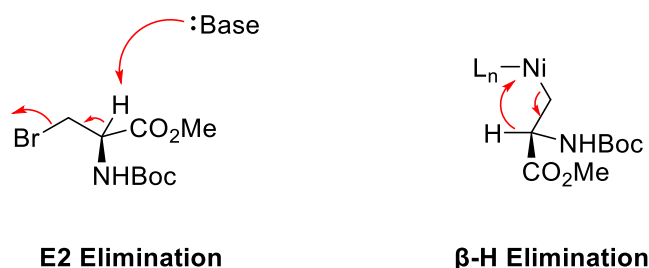 :Base
H
Br
CO₂Me
NHBoc
E2 Elimination
Lₙ—Ni
H
NHBoc
CO₂Me
β-H Elimination